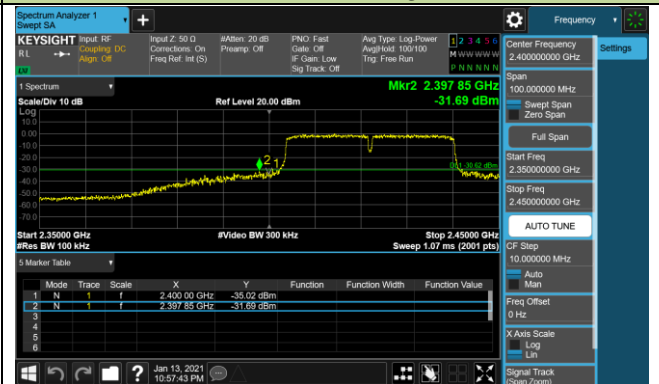 Spectrum Analyzer 1
Swept SA
+
Frequency
KEYSIGHT
RL
Input: RF
Coupling: DC
Align: Off
Input Z: 50 Ω
Corrections: On
Freq Ref: Int (S)
#Atten: 20 dB
Preamp: Off
PNO: Fast
Gate: Off
IF Gain: Low
Sig Track: Off
Avg Type: Log-Power
Avg|Hold: 100/100
Trig: Free Run
1 2 3 4 5 6
M W W W W W
P N N N N N
1 Spectrum
Scale/Div 10 dB
Ref Level 20.00 dBm
Mkr2 2.397 85 GHz
-31.69 dBm
Log
10.0
0.00
-10.0
-20.0
-30.0
-40.0
-50.0
-60.0
-70.0
2
1
DL1 -30.62 dBm
Start 2.35000 GHz
#Video BW 300 kHz
Stop 2.45000 GHz
#Res BW 100 kHz
Sweep 1.07 ms (2001 pts)
5 Marker Table
Mode Trace Scale X Y Function Function Width Function Value
1 N 1 f 2.400 00 GHz -35.02 dBm
2 N 1 f 2.397 85 GHz -31.69 dBm
3
4
5
6
Jan 13, 2021
10:57:43 PM
?
Center Frequency
2.400000000 GHz
Settings
Span
100.000000 MHz
Swept Span
Zero Span
Full Span
Start Freq
2.350000000 GHz
Stop Freq
2.450000000 GHz
AUTO TUNE
CF Step
10.000000 MHz
Auto
Man
Freq Offset
0 Hz
X Axis Scale
Log
Lin
Signal Track
(Span Zoom)